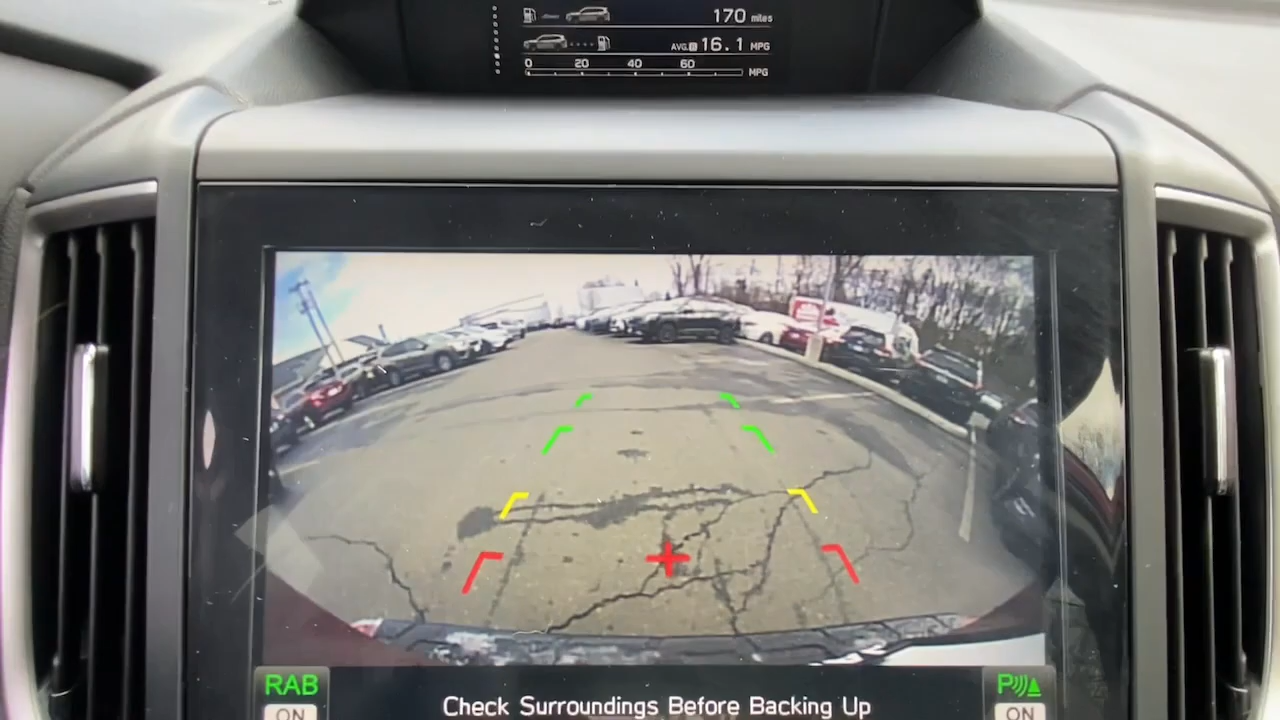 170 miles
AVG. B 16.1 MPG
0 20 40 60 MPG
RAB
ON
Check Surroundings Before Backing Up
P
ON